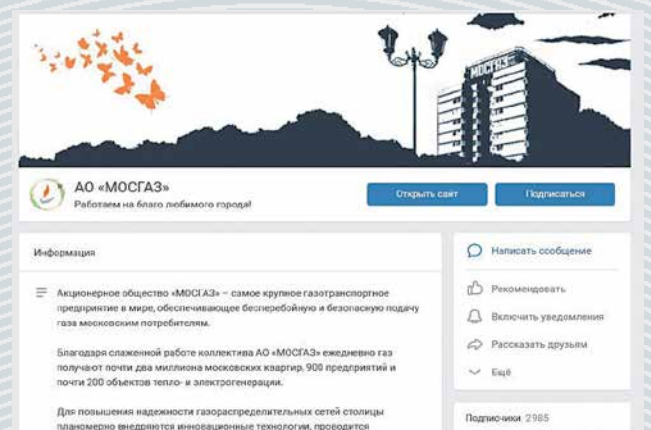 МОСГАЗ
АО «МОСГАЗ»
Работаем на благо любимого города!
Открыть сайт
Подписаться
Информация
Акционерное общество «МОСГАЗ» – самое крупное газотранспортное
предприятие в мире, обеспечивающее бесперебойную и безопасную подачу
газа московским потребителям.
Благодаря слаженной работе коллектива АО «МОСГАЗ» ежедневно газ
получают почти два миллиона московских квартир, 900 предприятий и
почти 200 объектов тепло- и электрогенерации.
Для повышения надежности газораспределительных сетей столицы
планомерно внедряются инновационные технологии, проводится
Написать сообщение
Рекомендовать
Включить уведомления
Рассказать друзьям
Ещё
Подписчики 2985